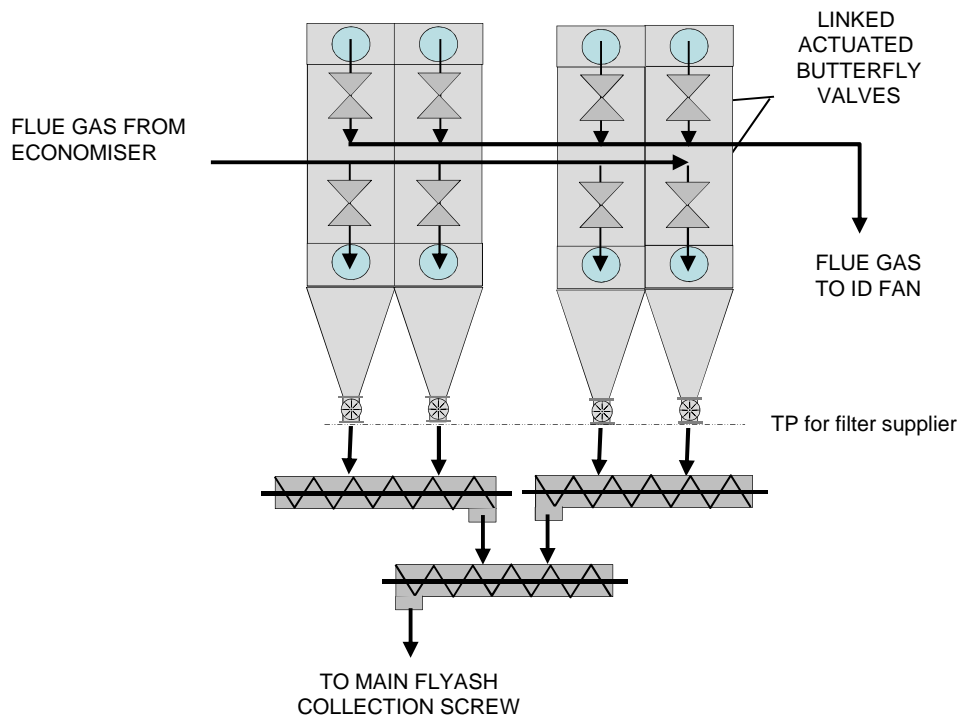 LINKED
ACTUATED
BUTTERFLY
VALVES
FLUE GAS FROM
ECONOMISER
FLUE GAS
TO ID FAN
TP for filter supplier
TO MAIN FLYASH
COLLECTION SCREW